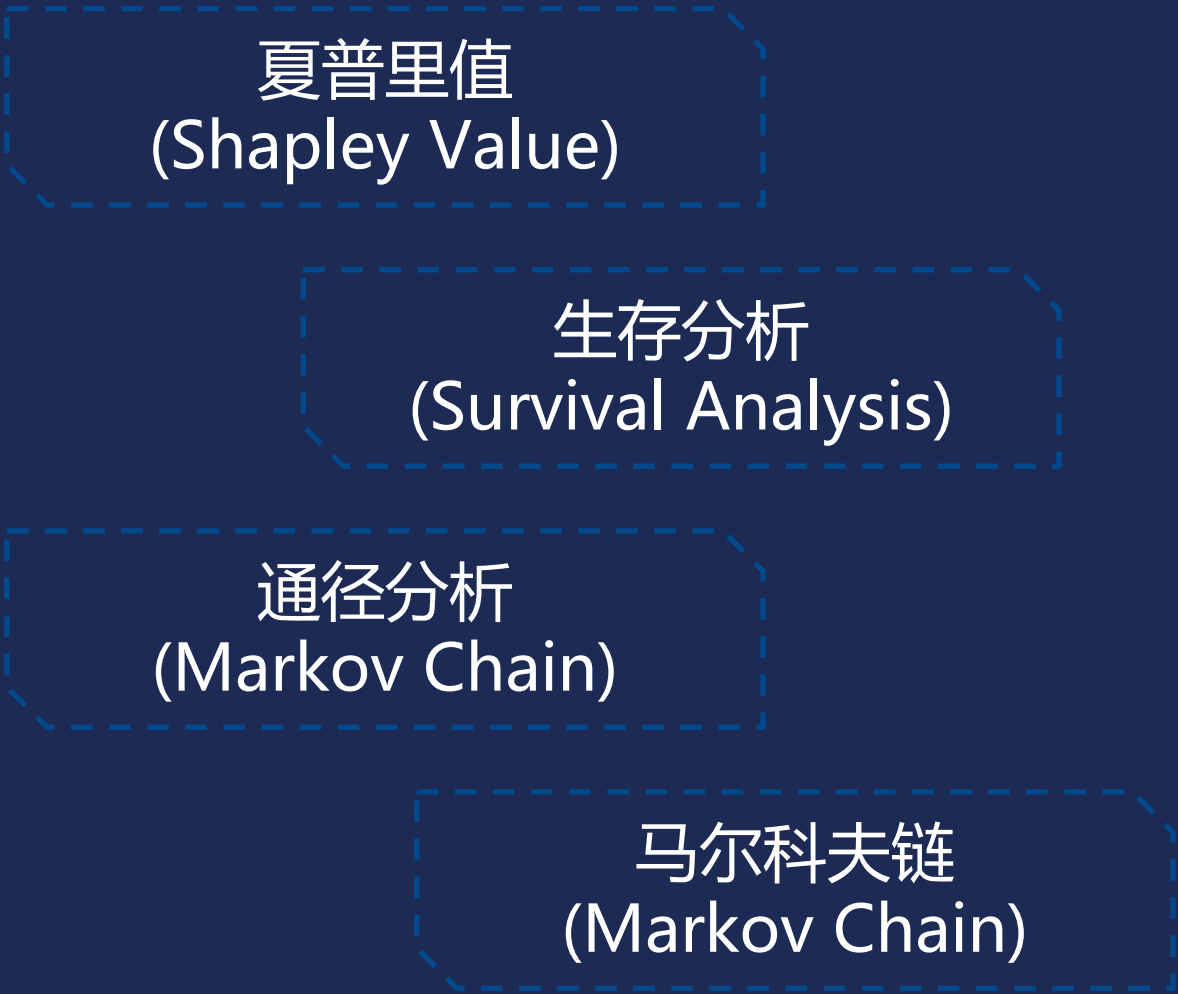 夏普里值
(Shapley Value)
生存分析
(Survival Analysis)
通径分析
(Markov Chain)
马尔科夫链
(Markov Chain)